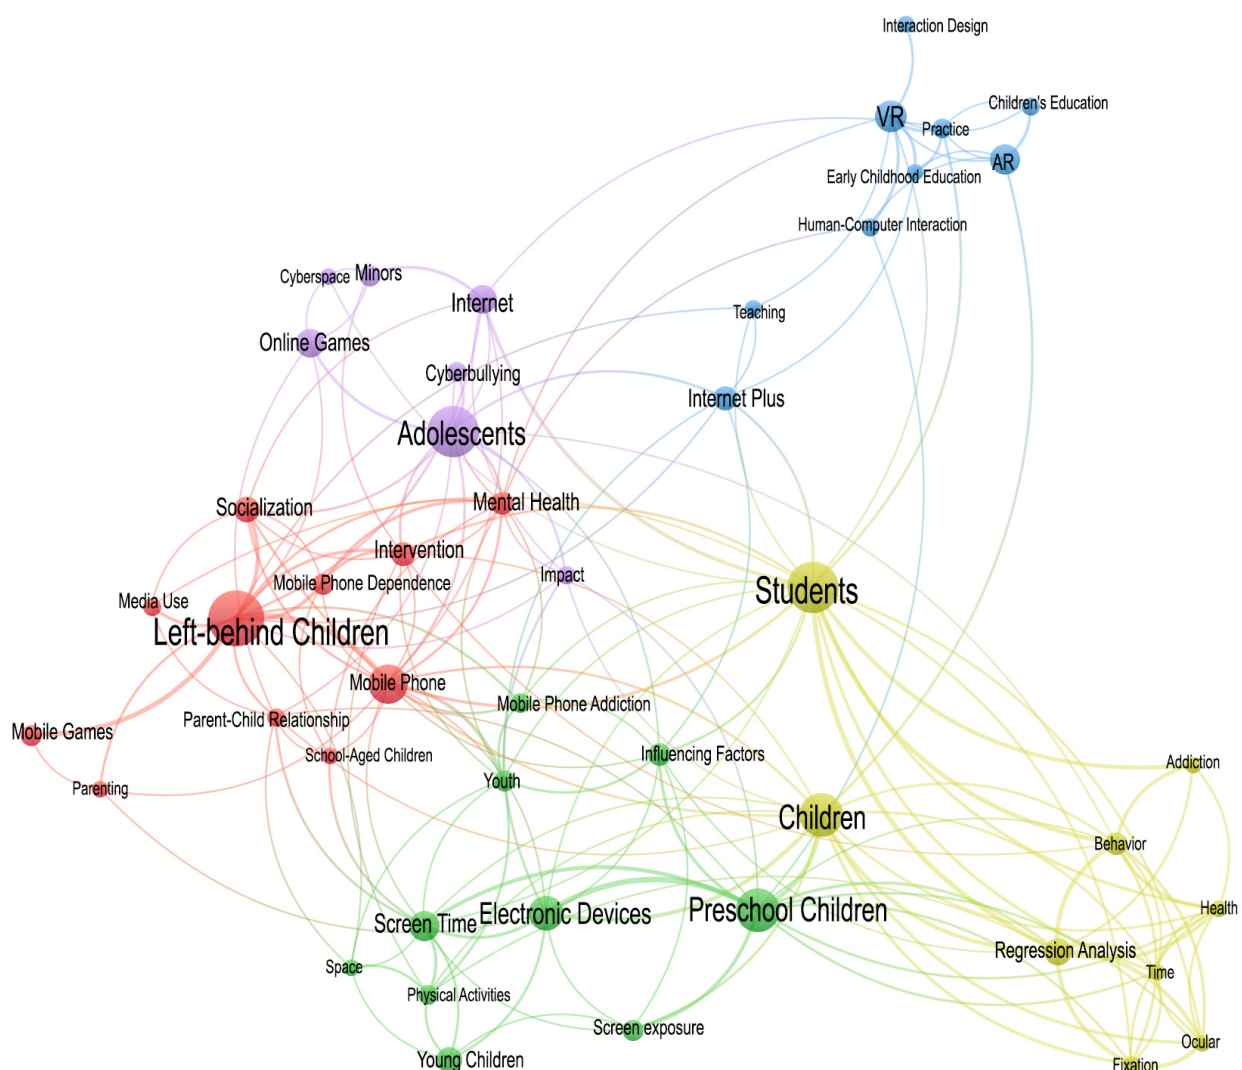 Interaction Design
Children's Education
VR
Practice
AR
Early Childhood Education
Human-Computer Interaction
Cyberspace
Minors
Internet
Teaching
Online Games
Cyberbullying
Internet Plus
Adolescents
Socialization
Mental Health
Intervention
Mobile Phone Dependence
Impact
Students
Media Use
Left-behind Children
Mobile Phone
Mobile Phone Addiction
Parent-Child Relationship
Mobile Games
School-Aged Children
Influencing Factors
Addiction
Youth
Parenting
Children
Behavior
Health
Screen Time
Electronic Devices
Preschool Children
Regression Analysis
Space
Time
Physical Activities
Screen exposure
Ocular
Young Children
Fixation